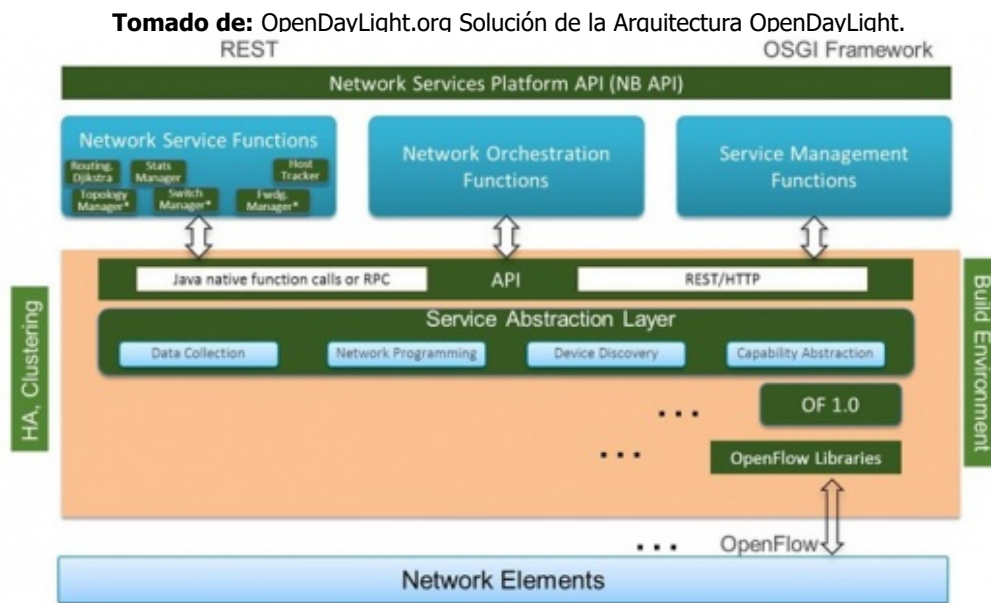 Tomado de: OpenDayLight.org Solución de la Arquitectura OpenDayLight.
REST
OSGI Framework
Network Services Platform API (NB API)
Network Service Functions
Routing. Djikstra
Stats Manager
Host Tracker
Topology Manager*
Switch Manager*
Fwdg. Manager*
Network Orchestration
Functions
Service Management
Functions
HA, Clustering
Java native function calls or RPC
API
REST/HTTP
Service Abstraction Layer
Data Collection
Network Programming
Device Discovery
Capability Abstraction
Build Environment
... OF 1.0
... OpenFlow Libraries
... OpenFlow
Network Elements